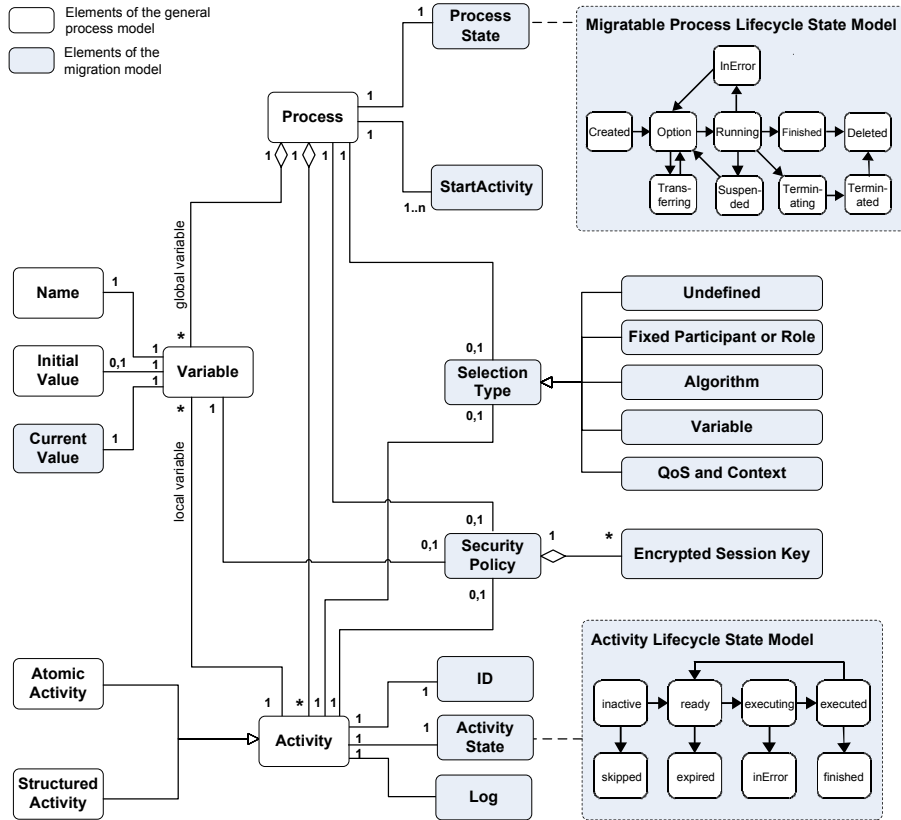 Elements of the general
process model
Elements of the
migration model
1
Process
State
Migratable Process Lifecycle State Model
InError
Created
Option
Running
Finished
Deleted
Trans-
ferring
Suspen-
ded
Termin-
ating
Termin-
ated
1
Process
1
1
1
1
1
StartActivity
1..n
global variable
Name
1
*
1
Initial
Value
0,1
1
Variable
1
Current
Value
1
*
1
local variable
0,1
Selection
Type
0,1
Undefined
Fixed Participant or Role
Algorithm
Variable
QoS and Context
0,1
0,1
Security
Policy
0,1
1
*
Encrypted Session Key
Atomic
Activity
Structured
Activity
1
*
1
1
Activity
1
1
1
1
ID
1
Activity
State
Log
Activity Lifecycle State Model
inactive
ready
executing
executed
skipped
expired
inError
finished